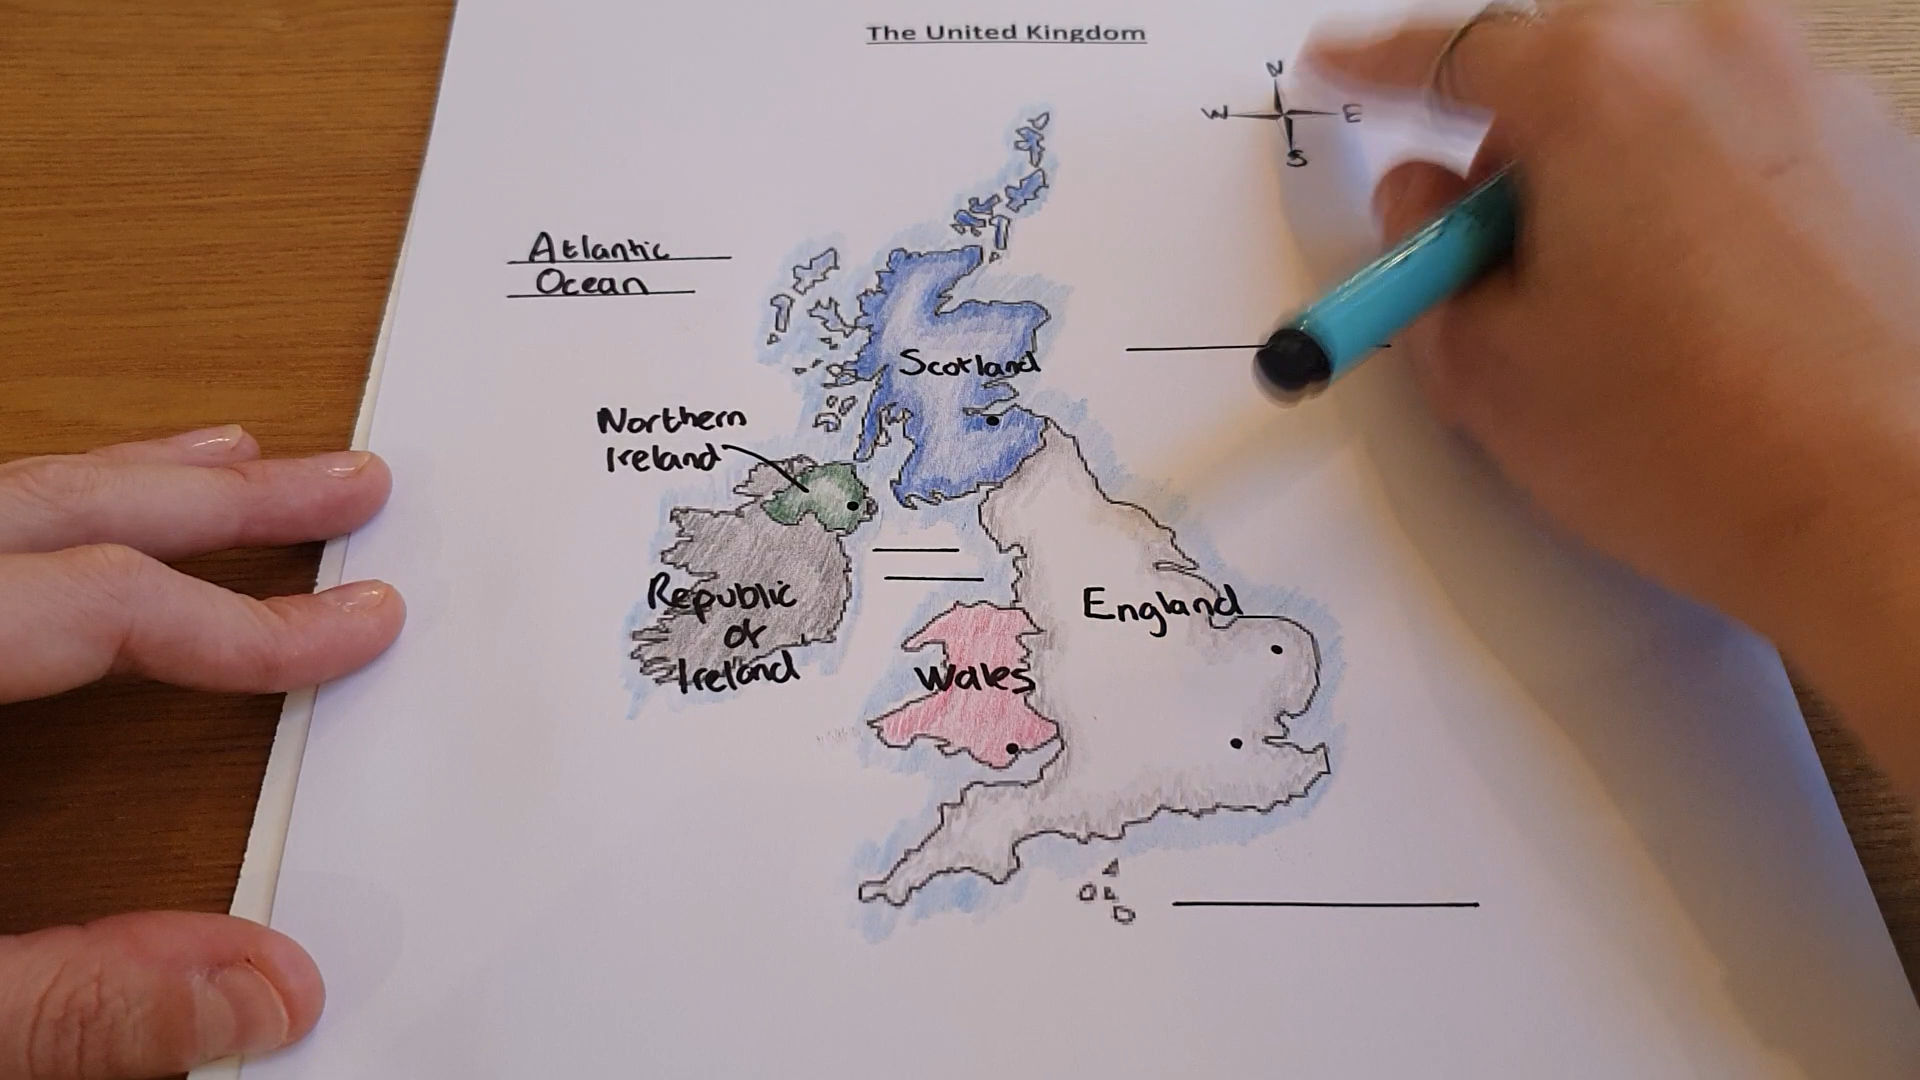 The United Kingdom
N
W E
S
Atlantic
Ocean
Scotland
Northern
Ireland
Republic
of
Ireland
England
Wales